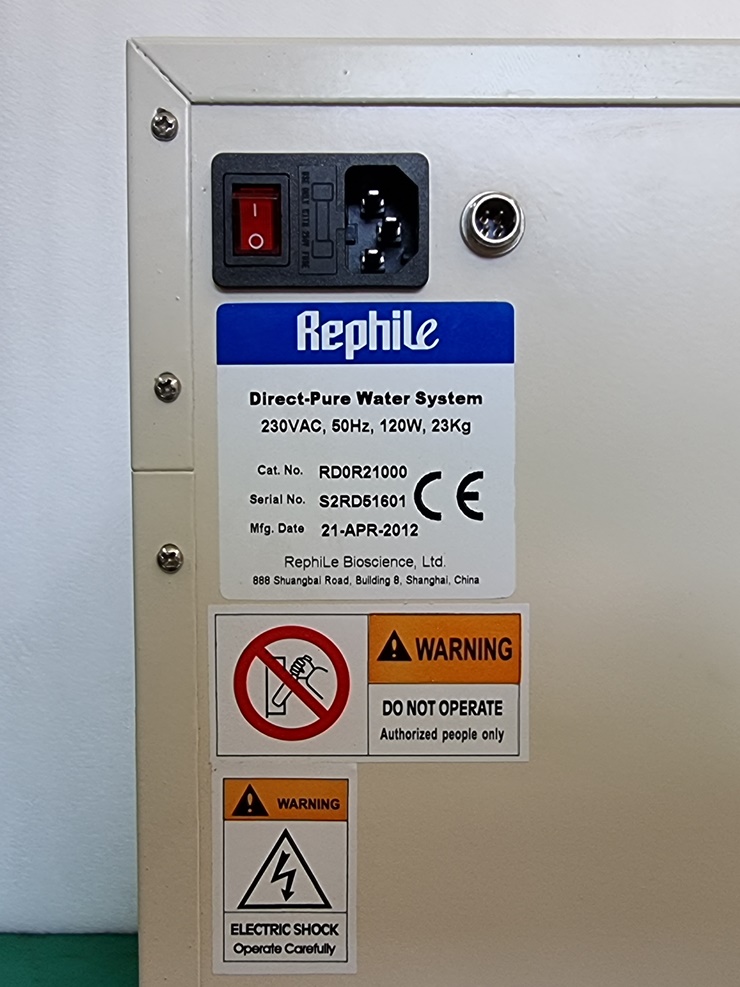 I
O
RephiLe
Direct-Pure Water System
230VAC, 50Hz, 120W, 23Kg
Cat. No. RD0R21000
Serial No. S2RD51601
Mfg. Date 21-APR-2012
CE
RephiLe Bioscience, Ltd.
888 Shuangbai Road, Building 8, Shanghai, China
WARNING
DO NOT OPERATE
Authorized people only
WARNING
ELECTRIC SHOCK
Operate Carefully